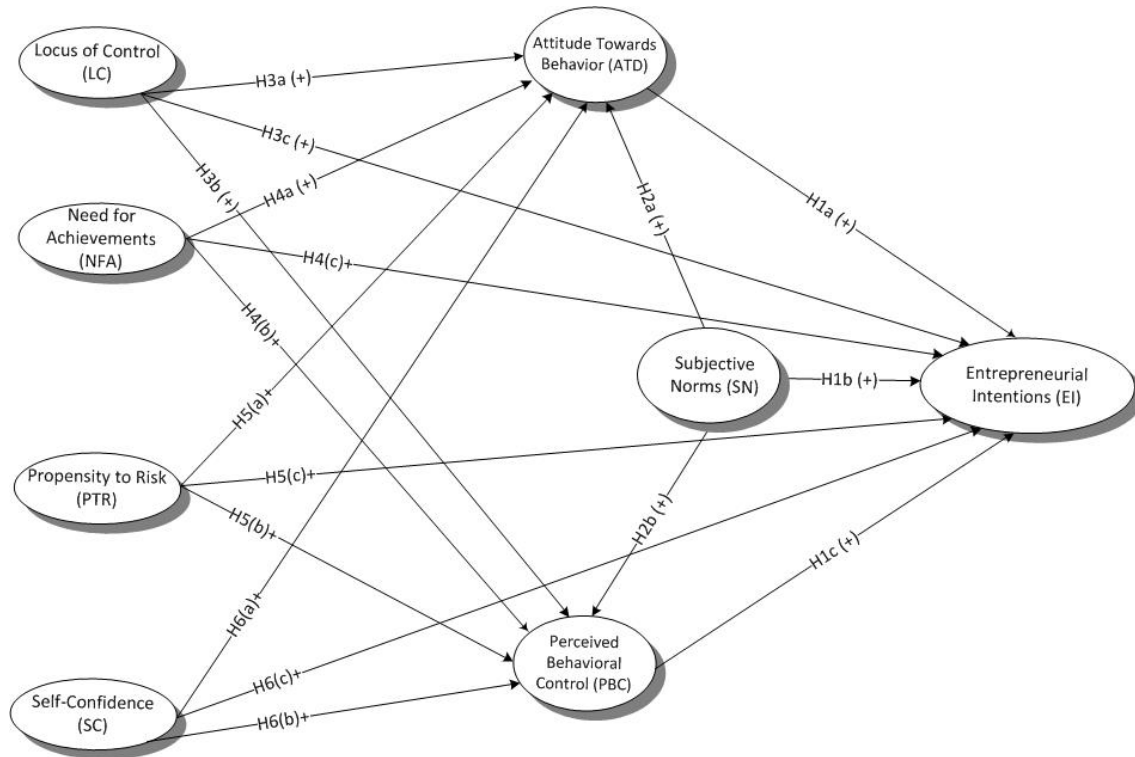 Locus of Control
(LC)
Attitude Towards
Behavior (ATD)
H3a (+)
H3c (+)
H3b (+)
H4a (+)
H2a (+)
H1a (+)
Need for
Achievements
(NFA)
H4(c)+
H4(b)+
Subjective
Norms (SN)
H1b (+)
Entrepreneurial
Intentions (EI)
H5(a)+
Propensity to Risk
(PTR)
H5(c)+
H5(b)+
H2b (+)
H1c (+)
H6(a)+
Perceived
Behavioral
Control (PBC)
Self-Confidence
(SC)
H6(c)+
H6(b)+